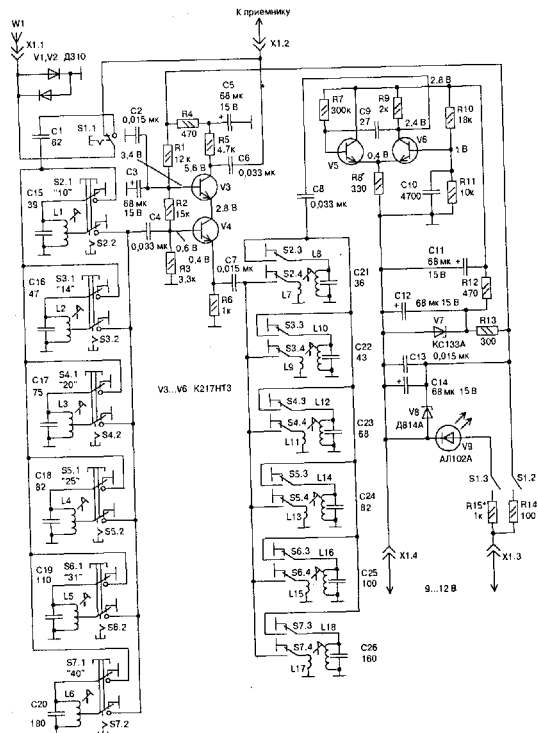 К приемнику
W1
X1.1
V1,V2 Д310
X1.2
C1
62
S1.1
C2
0,015 мк
R4
470
C5
68 мк
15 В
R5
4,7к
C6
0,033 мк
R1
12 к
3,4 В
5,6 В
V3
C3
68 мк
15 В
R2
15к
2,8 В
V4
C4
0,033 мк
0,6 В
0,4 В
R3
3,3к
R6
1к
C7
0,015 мк
C8
0,033 мк
R7
300к
C9
27
R9
2к
2,8 В
2,4 В
V6
V5
0,4 В
R10
18к
1 В
R8*
330
C10
4700
R11
10к
C11
68 мк
15 В
R12
470
C12
68 мк 15 В
V7
КС133А
R13
300
C13
0,015 мк
C14
68 мк 15 В
V8
Д814А
V9
АЛ102А
S1.3
S1.2
R15*
1к
R14
100
X1.4
X1.3
9...12 В
V3...V6 К217НТ3
C15
39
S2.1
"10"
L1
S2.2
C16
47
S3.1
"14"
L2
S3.2
C17
75
S4.1
"20"
L3
S4.2
C18
82
S5.1
"25"
L4
S5.2
C19
110
S6.1
"31"
L5
S6.2
C20
180
S7.1
"40"
L6
S7.2
S2.3
L8
S2.4
L7
C21
36
S3.3
L10
S3.4
L9
C22
43
S4.3
L12
S4.4
L11
C23
68
S5.3
L14
S5.4
L13
C24
82
S6.3
L16
S6.4
L15
C25
100
S7.3
L18
S7.4
L17
C26
160